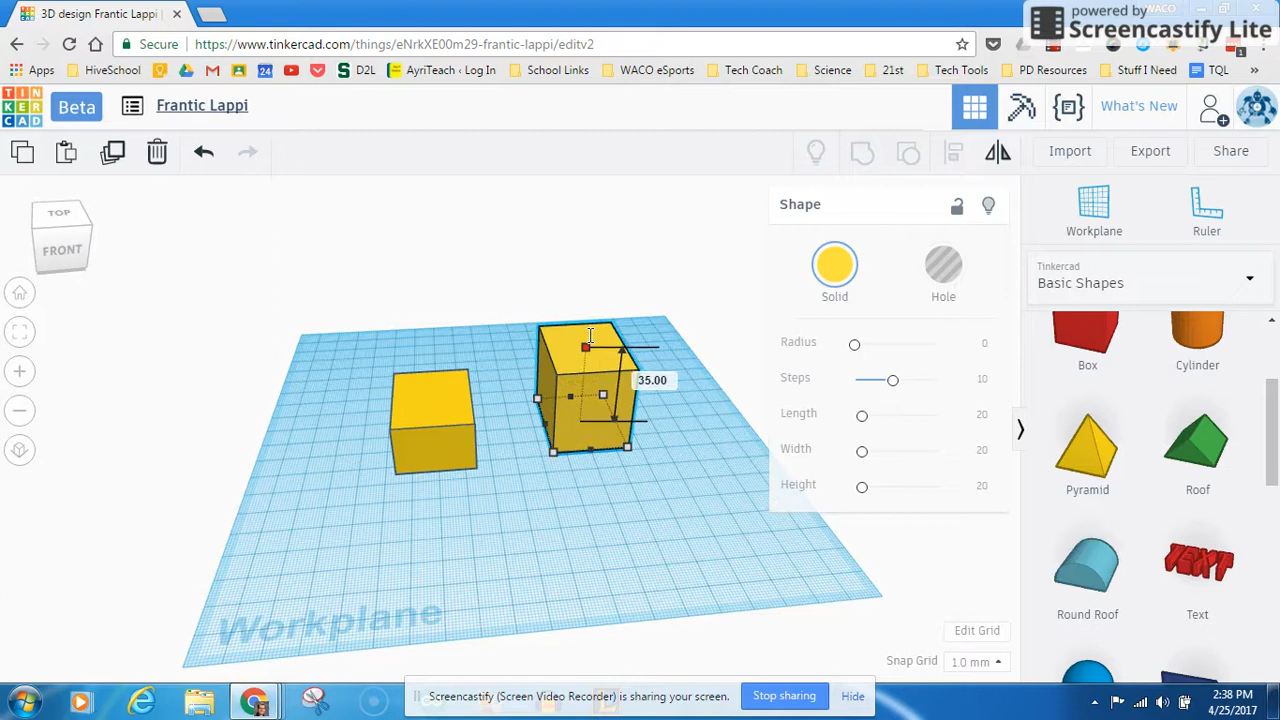 3D design Frantic Lappi
WACO
powered by
Screencastify Lite
Secure
https://www.tinkercad.com/things/eMkXE00m29-frantic-lappi/editv2
Apps
HiveSchool
24
D2L
AyriTeach - Log In
School Links
WACO eSports
Tech Coach
Science
21st
Tech Tools
PD Resources
Stuff I Need
TQL
»
TIN
KER
CAD
Beta
Frantic Lappi
What's New
Import
Export
Share
TOP
FRONT
Shape
Solid
Hole
Radius
0
Steps
10
Length
20
Width
20
Height
20
Workplane
Ruler
Tinkercad
Basic Shapes
Box
Cylinder
Pyramid
Roof
Round Roof
TEXT
Text
35.00
Workplane
Edit Grid
Snap Grid
1.0 mm
Screencastify (Screen Video Recorder) is sharing your screen.
Stop sharing
Hide
2:38 PM
4/25/2017